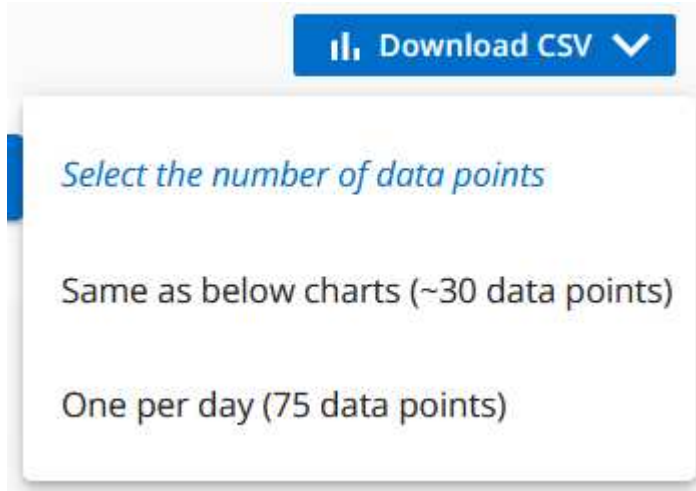 Download CSV
Select the number of data points
Same as below charts (~30 data points)
One per day (75 data points)